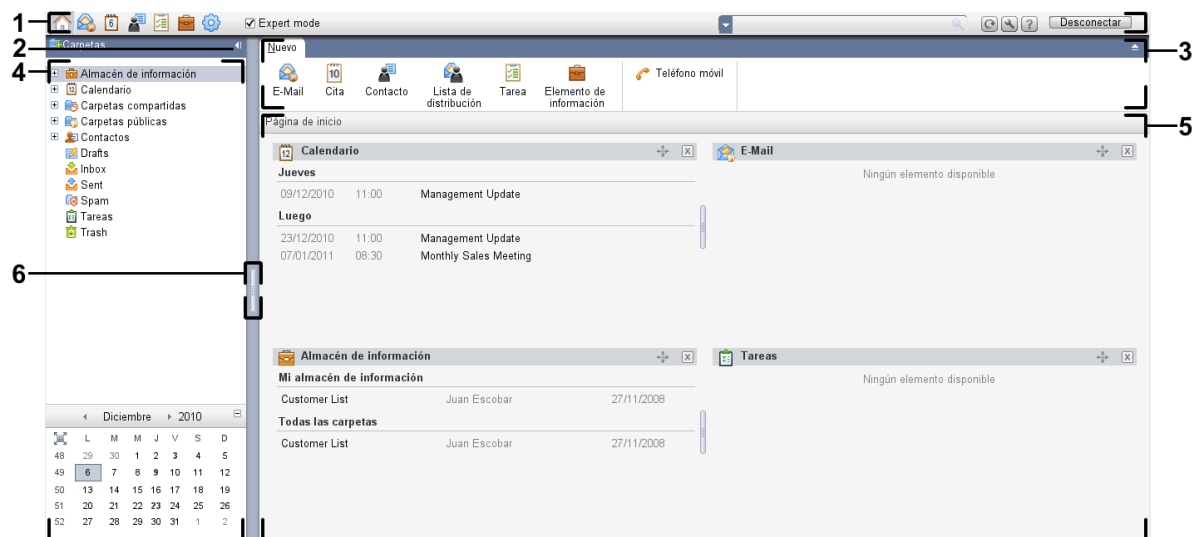 1
6
Expert mode
Desconectar
2
Carpetas
Nuevo
3
4
Almacén de información
Calendario
Carpetas compartidas
Carpetas públicas
Contactos
Drafts
Inbox
Sent
Spam
Tareas
Trash
10
E-Mail
Cita
Contacto
Lista de distribución
Tarea
Elemento de información
Teléfono móvil
Página de inicio
5
12 Calendario
Jueves
09/12/2010 11:00 Management Update
Luego
23/12/2010 11:00 Management Update
07/01/2011 08:30 Monthly Sales Meeting
E-Mail
Ningún elemento disponible
6
Almacén de información
Mi almacén de información
Customer List Juan Escobar 27/11/2008
Todas las carpetas
Customer List Juan Escobar 27/11/2008
Tareas
Ningún elemento disponible
Diciembre 2010
L M M J V S D
48 29 30 1 2 3 4 5
49 6 7 8 9 10 11 12
50 13 14 15 16 17 18 19
51 20 21 22 23 24 25 26
52 27 28 29 30 31 1 2